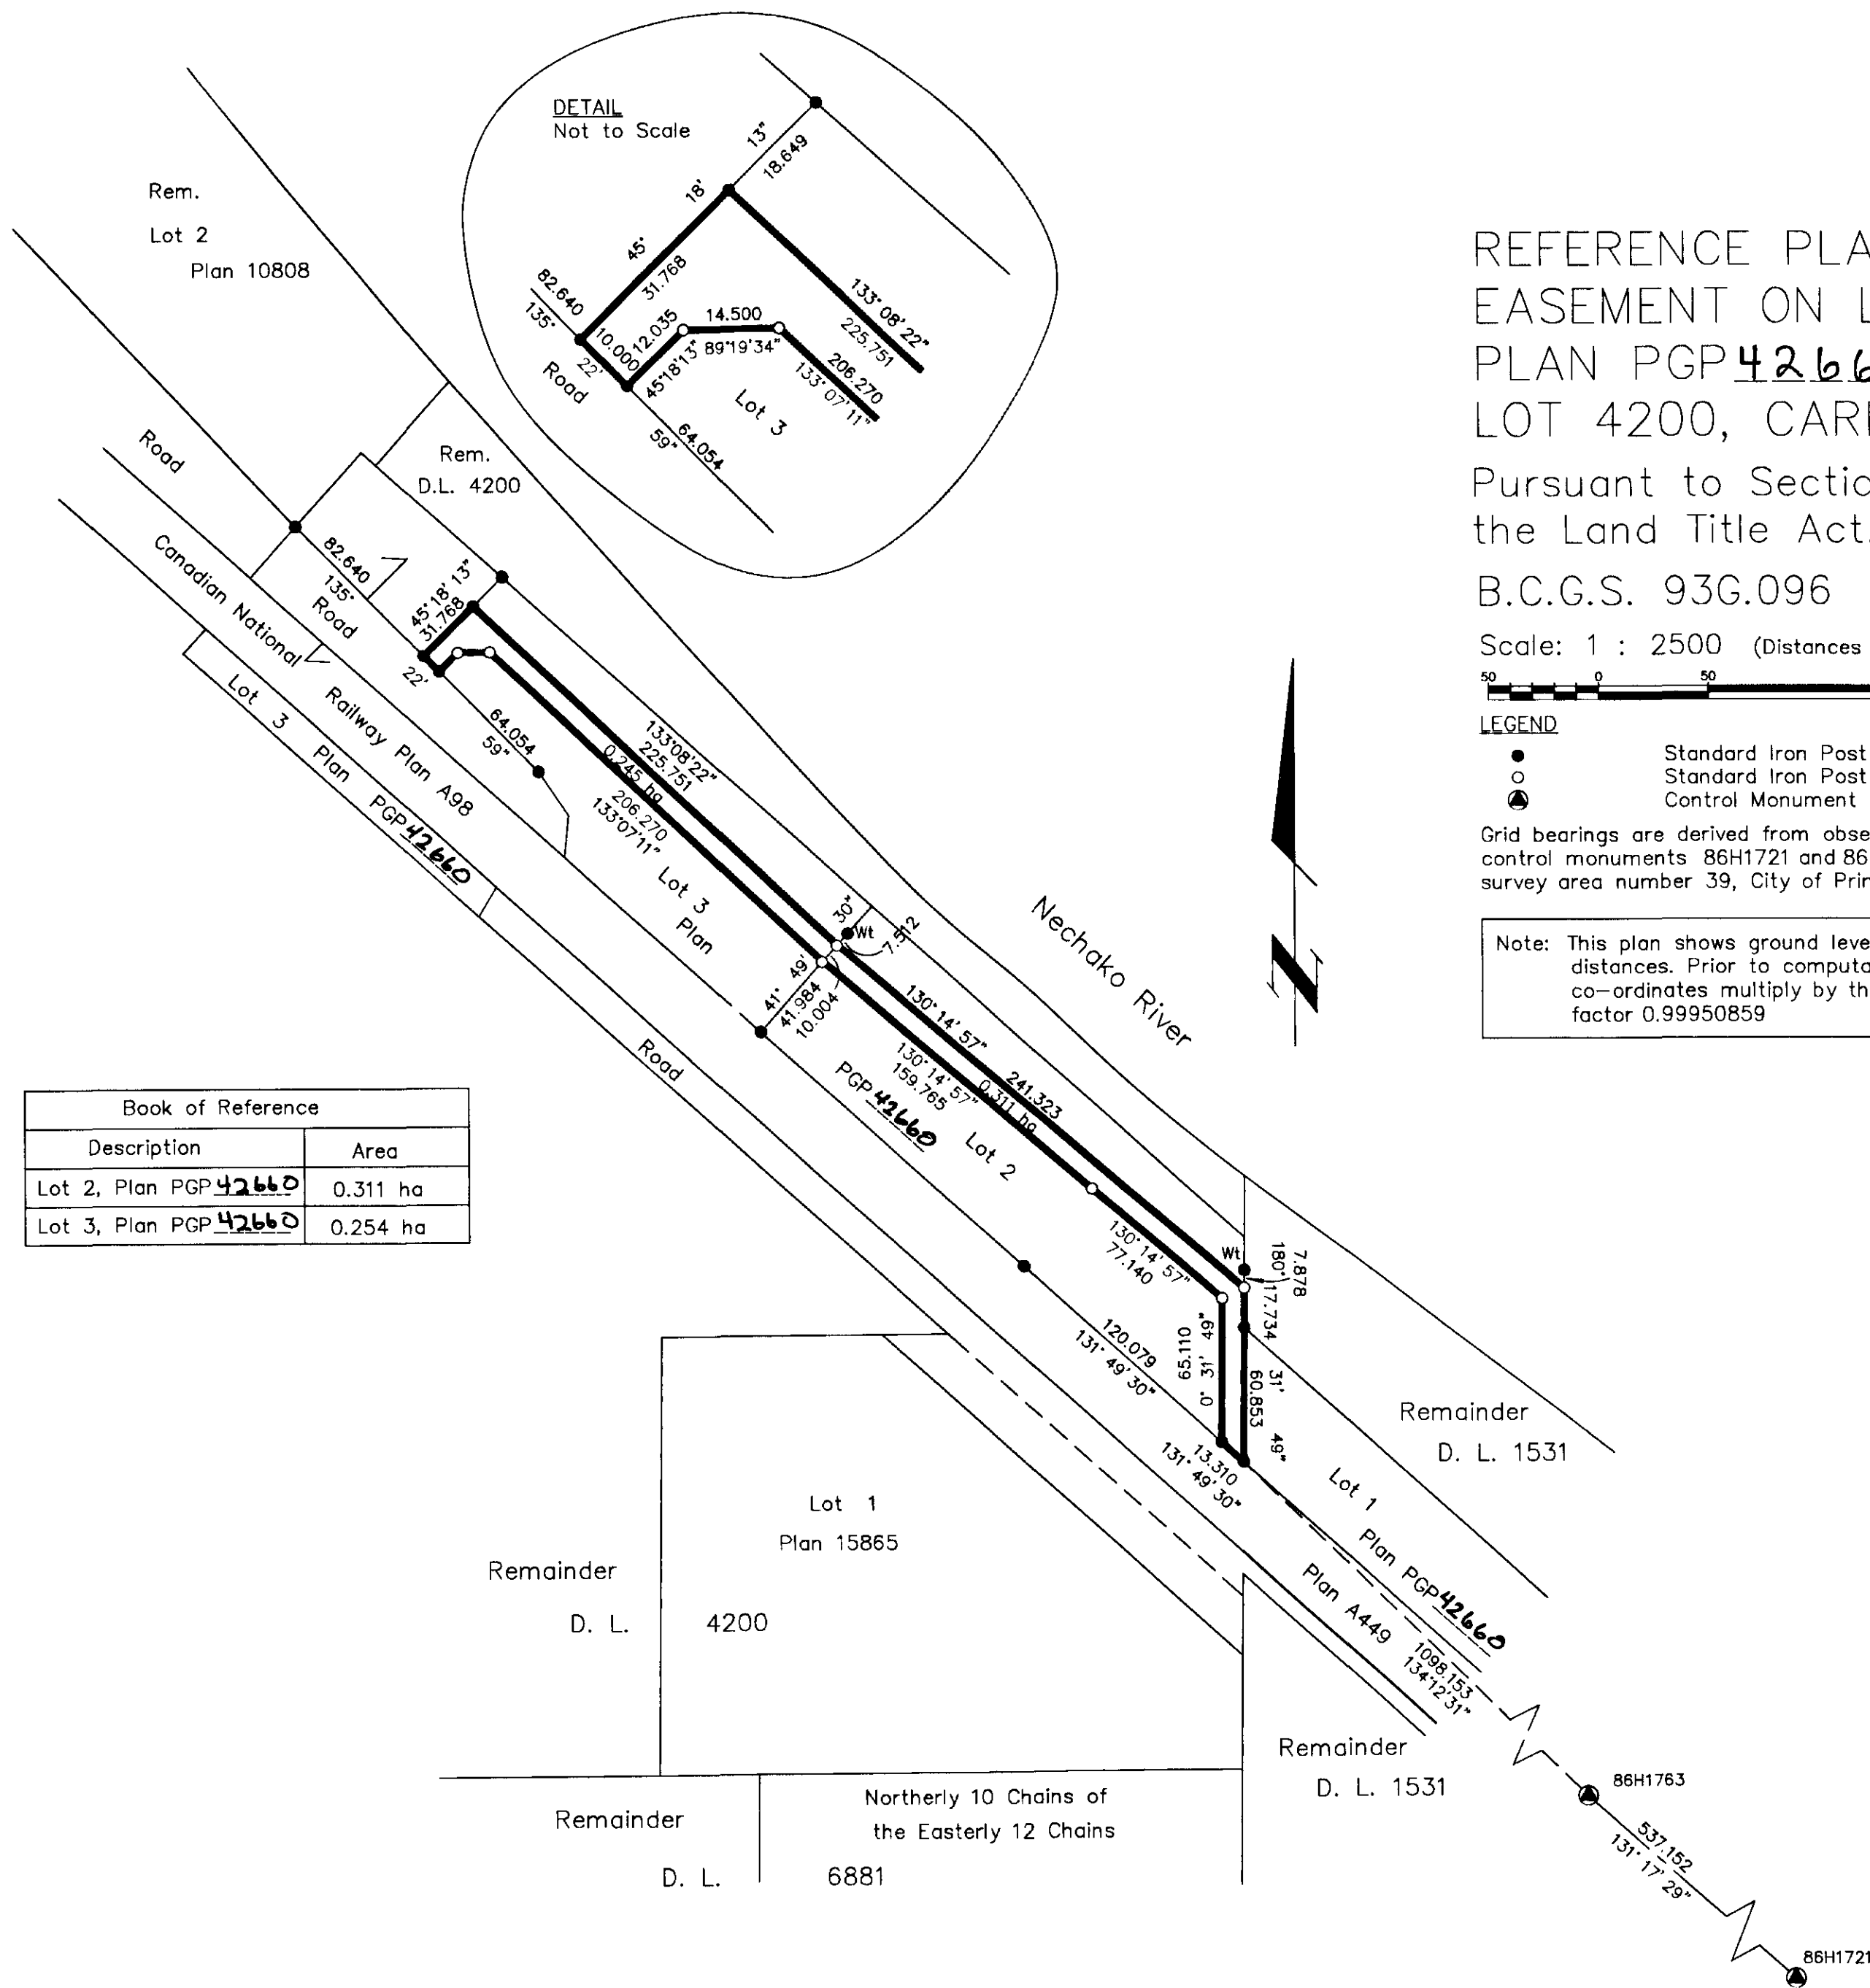 DETAIL
Not to Scale
13"
18.649
18'
45°
31.768
82.640
135°
10.000
12.035
14.500
89°19'34"
45°18'13"
22'
Road
Lot 3
133°08'22"
225.751
206.270
133°07'11"
64.054
59"
Rem.
Lot 2
Plan 10808
Road
Rem.
D.L. 4200
82.640
135°
Road
45°18'13"
31.768
22'
Canadian National
Railway Plan A98
Lot 3 Plan PGP 42660
64.054
59"
133°08'22"
225.751
0.245 ha
206.270
133°07'11"
Lot 3
Plan
PGP 42660
30"
Wt
7.512
49'
41°
41.984
10.004
Road
Nechako River
130°14'57"
241.323
0.311 ha
130°14'57"
159.765
Lot 2
130°14'57"
77.140
Wt
7.878
180°
17.734
31'
60.853
49"
65.110
0° 31' 49"
120.079
131°49'30"
13.310
131°49'30"
Remainder
D. L. 1531
Lot 1
Plan PGP 42660
Plan A449
1098.153
134°12'31"
86H1763
537.152
131°17'29"
86H1721
Remainder
D. L. 1531
Lot 1
Plan 15865
Remainder
D. L. 4200
Remainder
D. L. 6881
Northerly 10 Chains of
the Easterly 12 Chains
Book of Reference
Description Area
Lot 2, Plan PGP 42660 0.311 ha
Lot 3, Plan PGP 42660 0.254 ha
REFERENCE PLA
EASEMENT ON L
PLAN PGP 4266
LOT 4200, CARI
Pursuant to Sectio
the Land Title Act.
B.C.G.S. 93G.096
Scale: 1 : 2500 (Distances
50 0 50
LEGEND
Standard Iron Post
Standard Iron Post
Control Monument
Grid bearings are derived from obse
control monuments 86H1721 and 86
survey area number 39, City of Prin
Note: This plan shows ground leve
distances. Prior to computa
co-ordinates multiply by th
factor 0.99950859
N